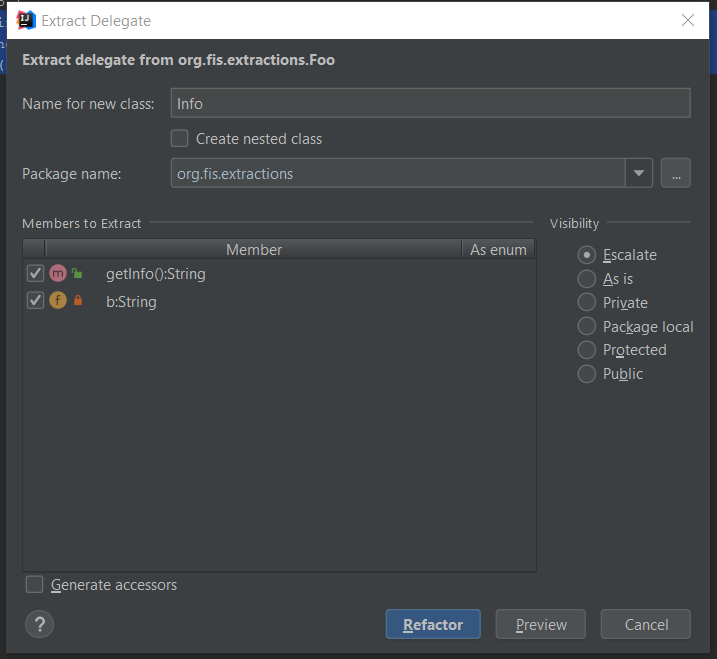 Extract Delegate
Extract delegate from org.fis.extractions.Foo
Name for new class: Info
Create nested class
Package name: org.fis.extractions ...
Members to Extract Visibility
Member As enum
m getInfo():String
f b:String
Escalate
As is
Private
Package local
Protected
Public
Generate accessors
? Refactor Preview Cancel